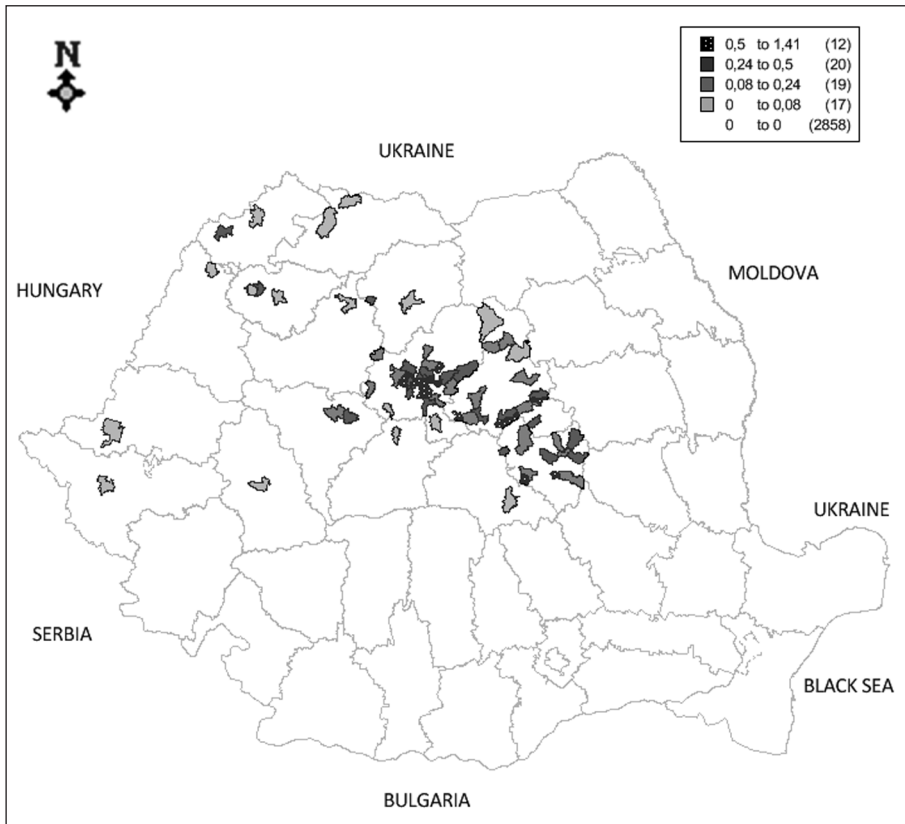 N
0,5 to 1,41 (12)
0,24 to 0,5 (20)
0,08 to 0,24 (19)
0 to 0,08 (17)
0 to 0 (2858)
UKRAINE
HUNGARY
MOLDOVA
UKRAINE
SERBIA
BLACK SEA
BULGARIA